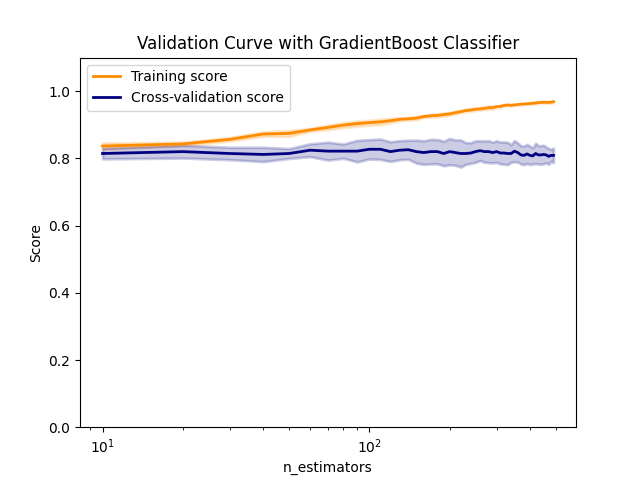 Validation Curve with GradientBoost Classifier
Training score
Cross-validation score
1.0
0.8
0.6
0.4
0.2
0.0
Score
10¹
10²
n_estimators